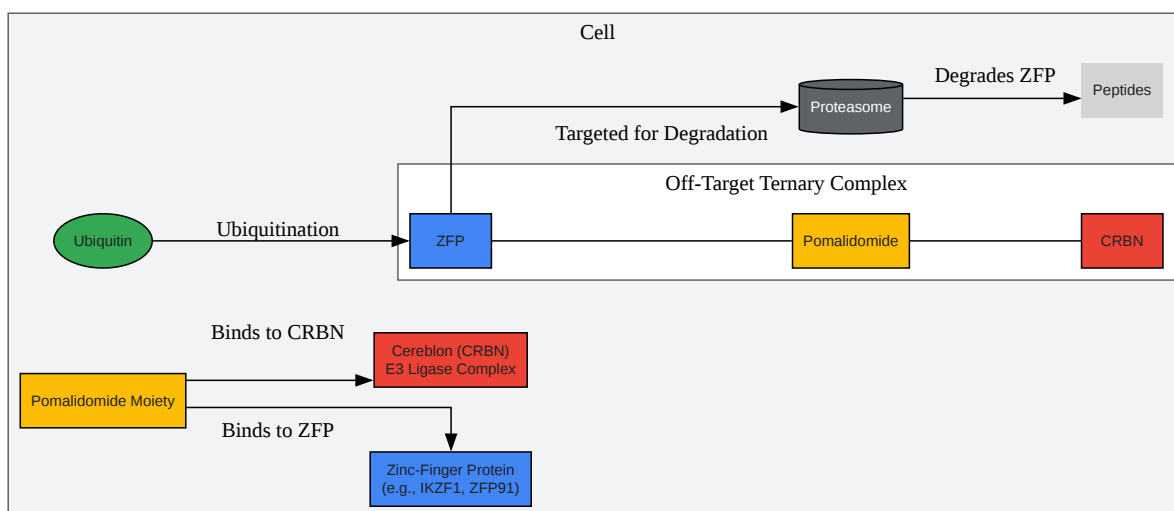 Cell
Degrades ZFP
Proteasome
Peptides
Targeted for Degradation
Off-Target Ternary Complex
Ubiquitin
Ubiquitination
ZFP
Pomalidomide
CRBN
Binds to CRBN
Cereblon (CRBN)
E3 Ligase Complex
Pomalidomide Moiety
Binds to ZFP
Zinc-Finger Protein
(e.g., IKZF1, ZFP91)